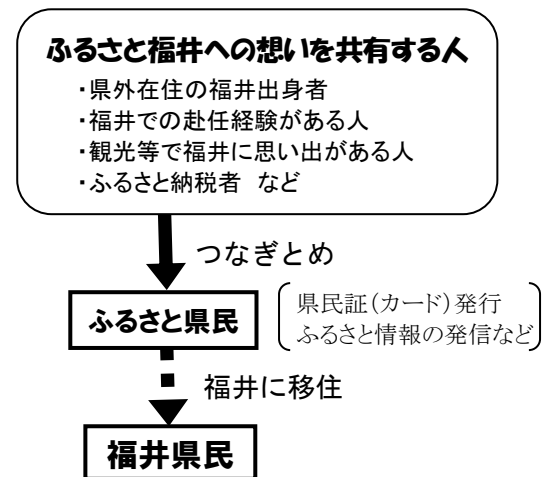 ふるさと福井への想いを共有する人
・県外在住の福井出身者
・福井での赴任経験がある人
・観光等で福井に思い出がある人
・ふるさと納税者 など
つなぎとめ
ふるさと県民
県民証(カード)発行
ふるさと情報の発信など
福井に移住
福井県民